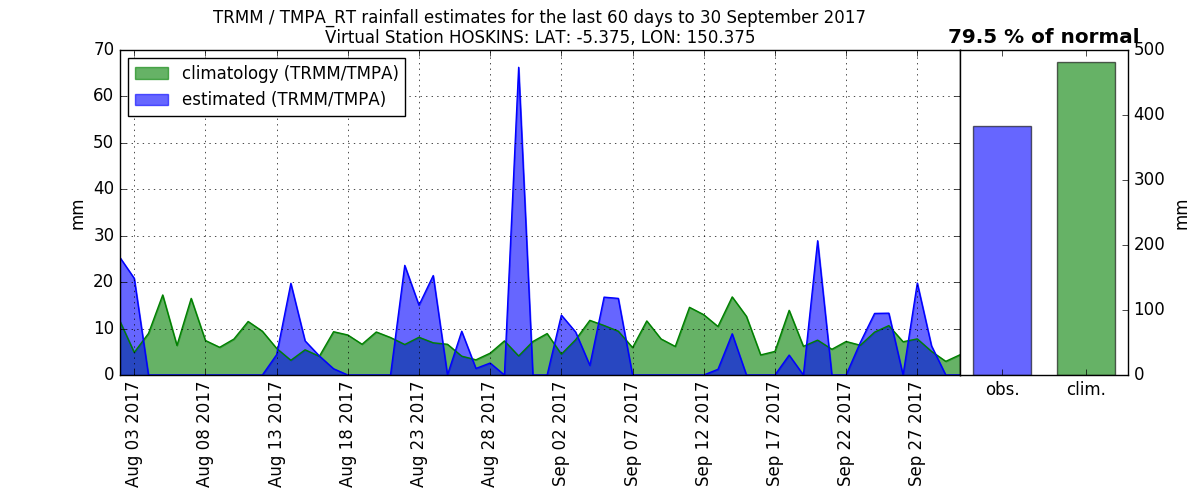 TRMM / TMPA_RT rainfall estimates for the last 60 days to 30 September 2017
Virtual Station HOSKINS: LAT: -5.375, LON: 150.375
79.5 % of normal
climatology (TRMM/TMPA)
estimated (TRMM/TMPA)
mm
70
60
50
40
30
20
10
0
Aug 03 2017
Aug 08 2017
Aug 13 2017
Aug 18 2017
Aug 23 2017
Aug 28 2017
Sep 02 2017
Sep 07 2017
Sep 12 2017
Sep 17 2017
Sep 22 2017
Sep 27 2017
obs.
clim.
500
400
300
200
100
0
mm